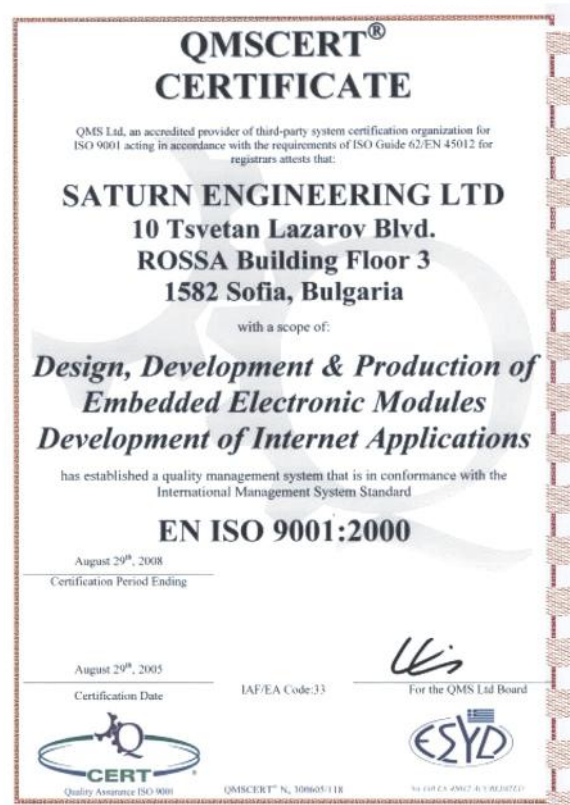 QMSCERT®
CERTIFICATE
QMS Ltd, an accredited provider of third-party system certification organization for
ISO 9001 acting in accordance with the requirements of ISO Guide 62/EN 45012 for
registrars attests that:
SATURN ENGINEERING LTD
10 Tsvetan Lazarov Blvd.
ROSSA Building Floor 3
1582 Sofia, Bulgaria
with a scope of:
Design, Development & Production of
Embedded Electronic Modules
Development of Internet Applications
has established a quality management system that is in conformance with the
International Management System Standard
EN ISO 9001:2000
August 29th, 2008
Certification Period Ending
August 29th, 2005
Certification Date
IAF/EA Code:33
For the QMS Ltd Board
CERT®
Quality Assurance ISO 9001
ESYD
QMSCERT® N, 300605/118